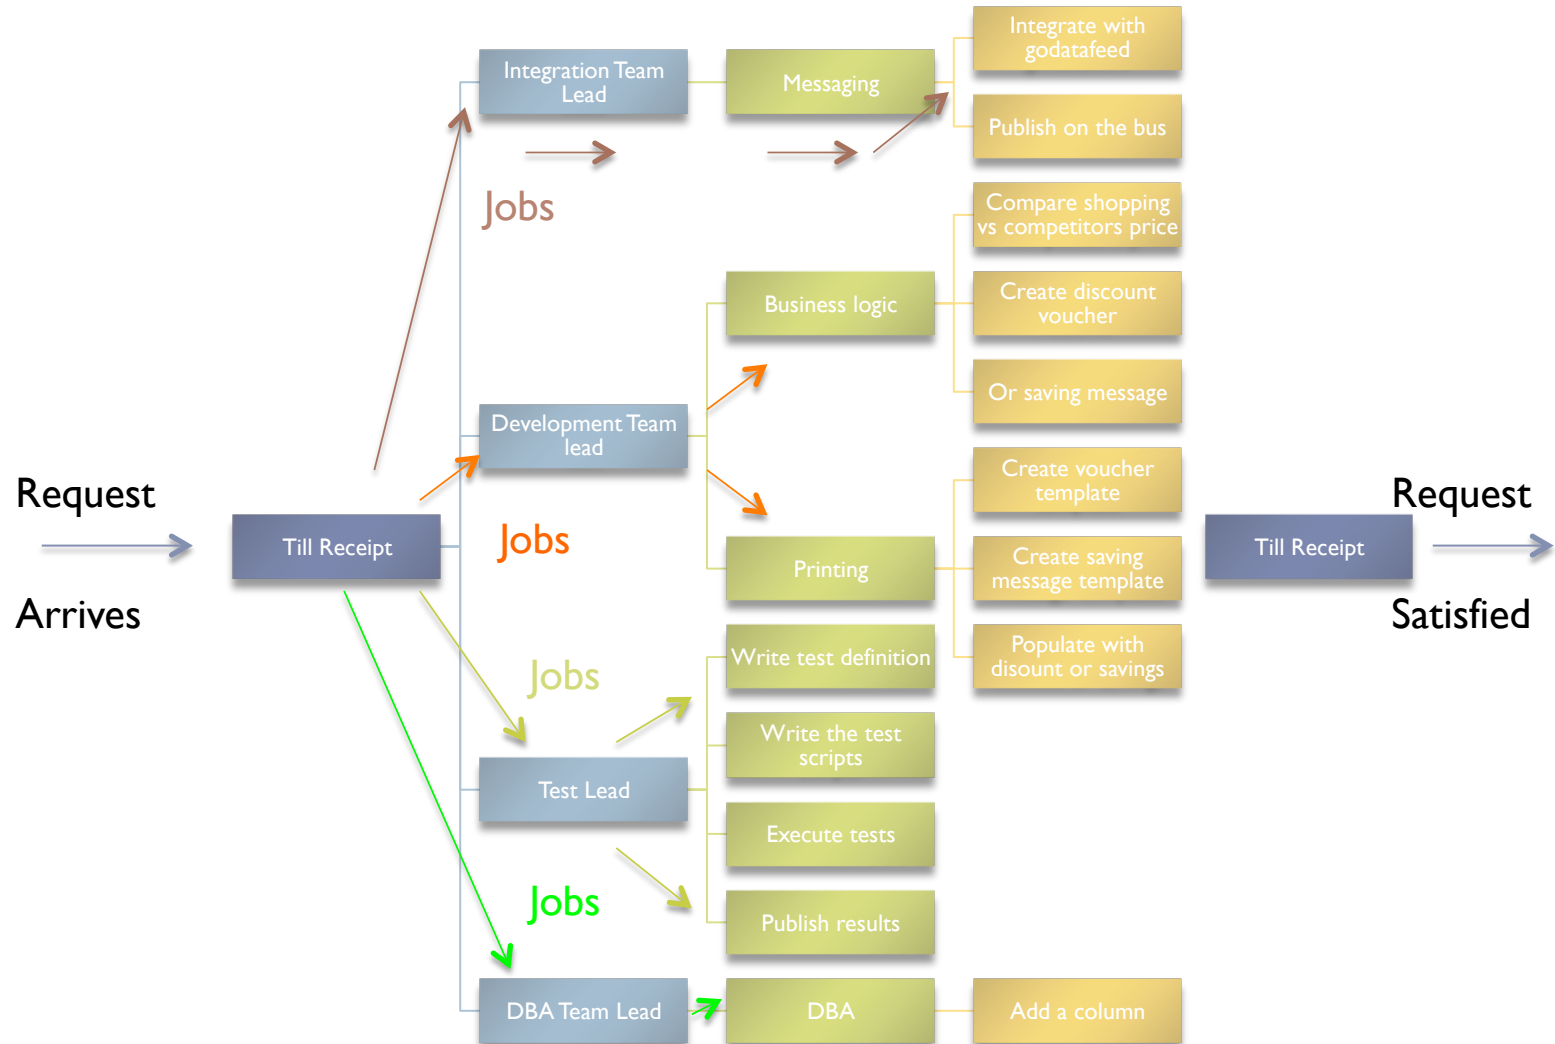 Request
Arrives
Till Receipt
Integration Team
Lead
Messaging
Integrate with
godatafeed
Publish on the bus
Jobs
Development Team
lead
Business logic
Compare shopping
vs competitors price
Create discount
voucher
Or saving message
Jobs
Printing
Create voucher
template
Create saving
message template
Populate with
disount or savings
Jobs
Test Lead
Write test definition
Write the test
scripts
Execute tests
Publish results
Jobs
DBA Team Lead
DBA
Add a column
Till Receipt
Request
Satisfied